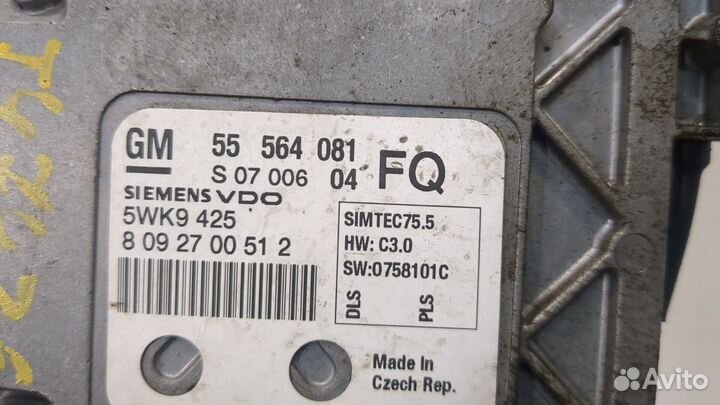 GM 55 564 081
S 07 006 04 FQ
SIEMENS VDO
5WK9 425
8 09 27 00 51 2
SIMTEC75.5
HW: C3.0
SW:0758101C
DLS PLS
Made In
Czech Rep.
Avito